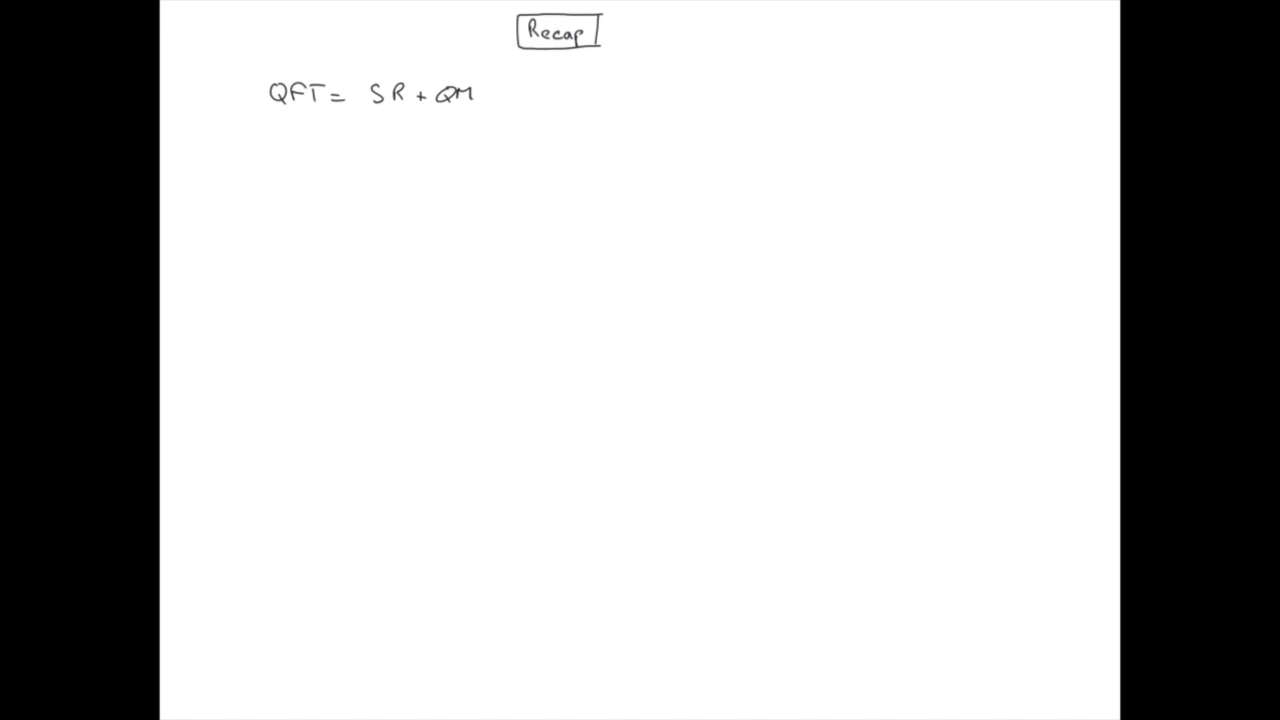 Recap
QFT = SR + QM